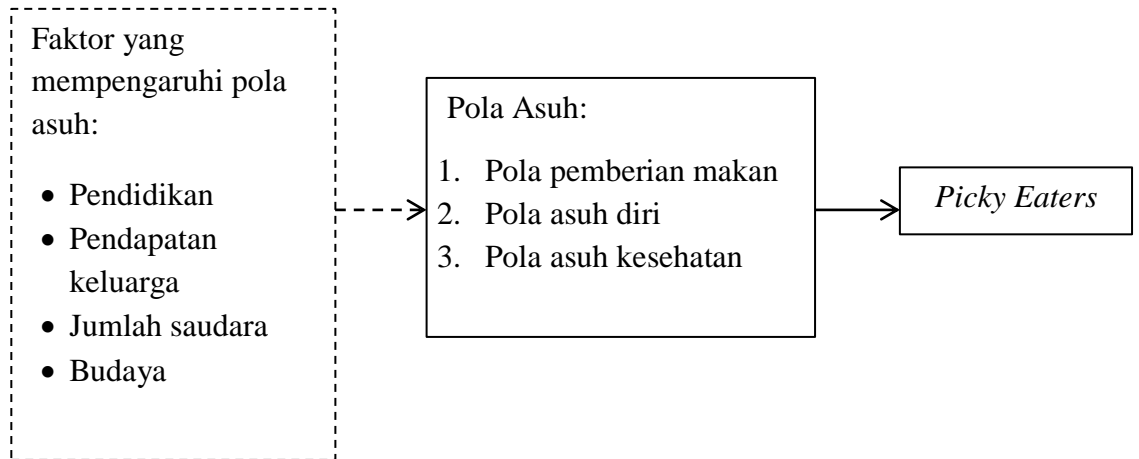 Faktor yang
mempengaruhi pola
asuh:
• Pendidikan
• Pendapatan
keluarga
• Jumlah saudara
• Budaya
Pola Asuh:
1. Pola pemberian makan
2. Pola asuh diri
3. Pola asuh kesehatan
Picky Eaters